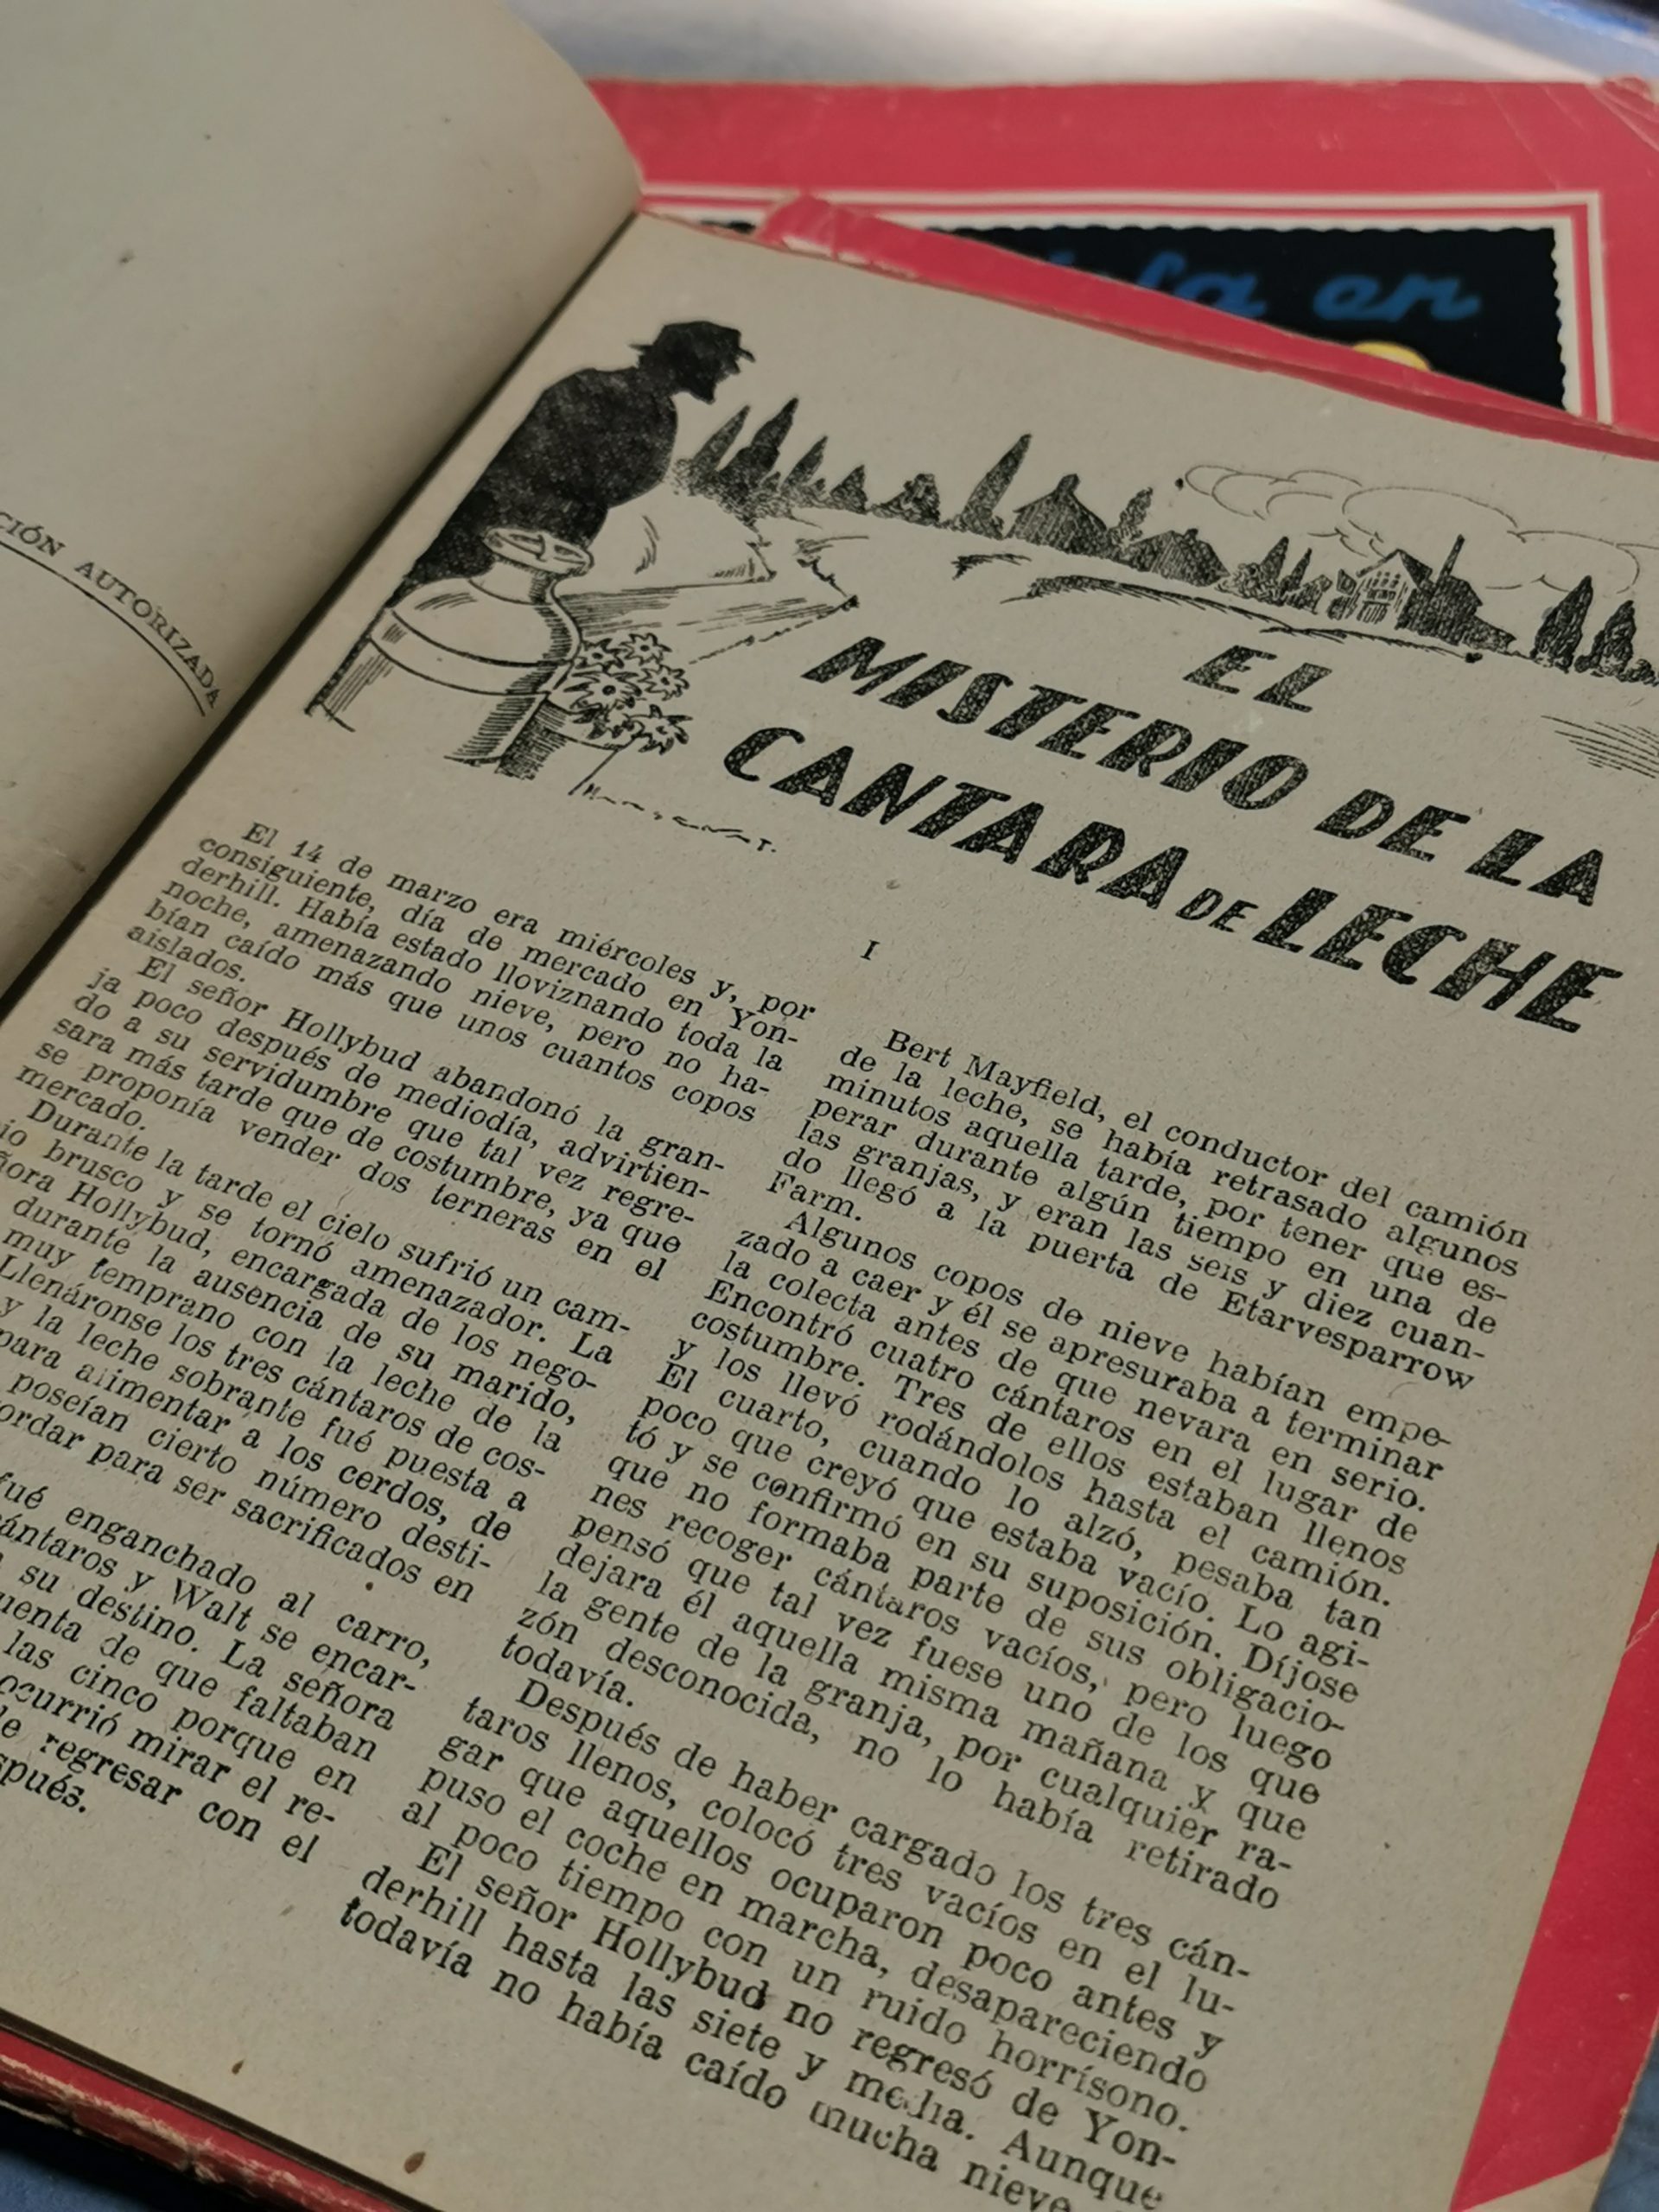 CIÓN AUTORIZADA
en
EL
MISTERIO DE LA
CANTARA DE LECHE
I
El 14 de marzo era miércoles y, por
consiguiente, día de mercado en Yon-
derhill. Había estado lloviznando toda la
noche, amenazando nieve, pero no ha-
bían caído más que unos cuantos copos
aislados.
El señor Hollybud abandonó la gran-
ja poco después de mediodía, advirtien-
do a su servidumbre que tal vez regre-
sara más tarde que de costumbre, ya que
se proponía vender dos terneras en el
mercado.
Durante la tarde el cielo sufrió un cam-
io brusco y se tornó amenazador. La
ñora Hollybud, encargada de los nego-
durante la ausencia de su marido,
muy temprano con la leche de la
Llenáronse los tres cántaros de cos-
y la leche sobrante fué puesta a
para alimentar a los cerdos, de
poseían cierto número desti-
ordar para ser sacrificados en
fué enganchado al carro,
ántaros y Walt se encar-
su destino. La señora
uenta de que faltaban
las cinco porque en
ocurrió mirar el re-
e regresar con el
spués.
Bert Mayfield, el conductor del camión
de la leche, se había retrasado algunos
minutos aquella tarde, por tener que es-
perar durante algún tiempo en una de
las granjas, y eran las seis y diez cuan-
do llegó a la puerta de Etarvesparrow
Farm.
Algunos copos de nieve habían empe-
zado a caer y él se apresuraba a terminar
la colecta antes de que nevara en serio.
Encontró cuatro cántaros en el lugar de
costumbre. Tres de ellos estaban llenos
y los llevó rodándolos hasta el camión.
El cuarto, cuando lo alzó, pesaba tan
poco que creyó que estaba vacío. Lo agi-
tó y se confirmó en su suposición. Díjose
que no formaba parte de sus obligacio-
nes recoger cántaros vacíos, pero luego
pensó que tal vez fuese uno de los que
dejara él aquella misma mañana y que
la gente de la granja, por cualquier ra-
zón desconocida, no lo había retirado
todavía.
Después de haber cargado los tres cán-
taros llenos, colocó tres vacíos en el lu-
gar que aquellos ocuparon poco antes y
puso el coche en marcha, desapareciendo
al poco tiempo con un ruido horrísono.
El señor Hollybud no regresó de Yon-
derhill hasta las siete y media. Aunque
todavía no había caído mucha nieve